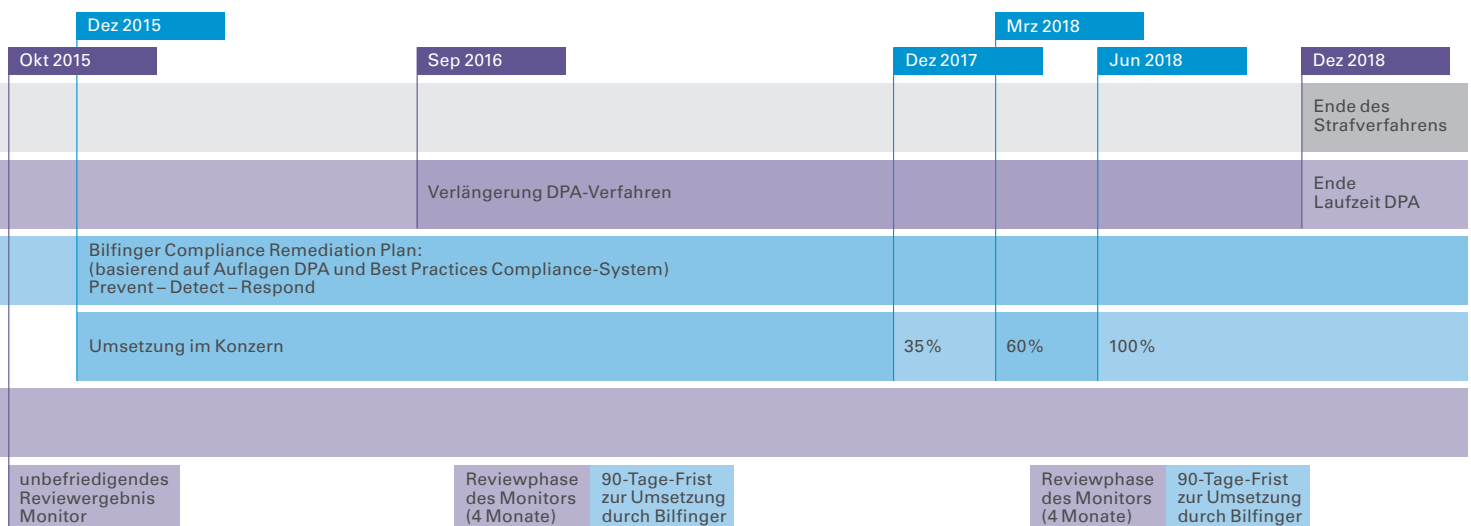 Dez 2015
Mrz 2018
Okt 2015
Sep 2016
Dez 2017
Jun 2018
Dez 2018
Ende des
Strafverfahrens
Verlängerung DPA-Verfahren
Ende
Laufzeit DPA
Bilfinger Compliance Remediation Plan:
(basierend auf Auflagen DPA und Best Practices Compliance-System)
Prevent – Detect – Respond
Umsetzung im Konzern
35 %
60 %
100 %
unbefriedigendes
Reviewergebnis
Monitor
Reviewphase
des Monitors
(4 Monate)
90-Tage-Frist
zur Umsetzung
durch Bilfinger
Reviewphase
des Monitors
(4 Monate)
90-Tage-Frist
zur Umsetzung
durch Bilfinger